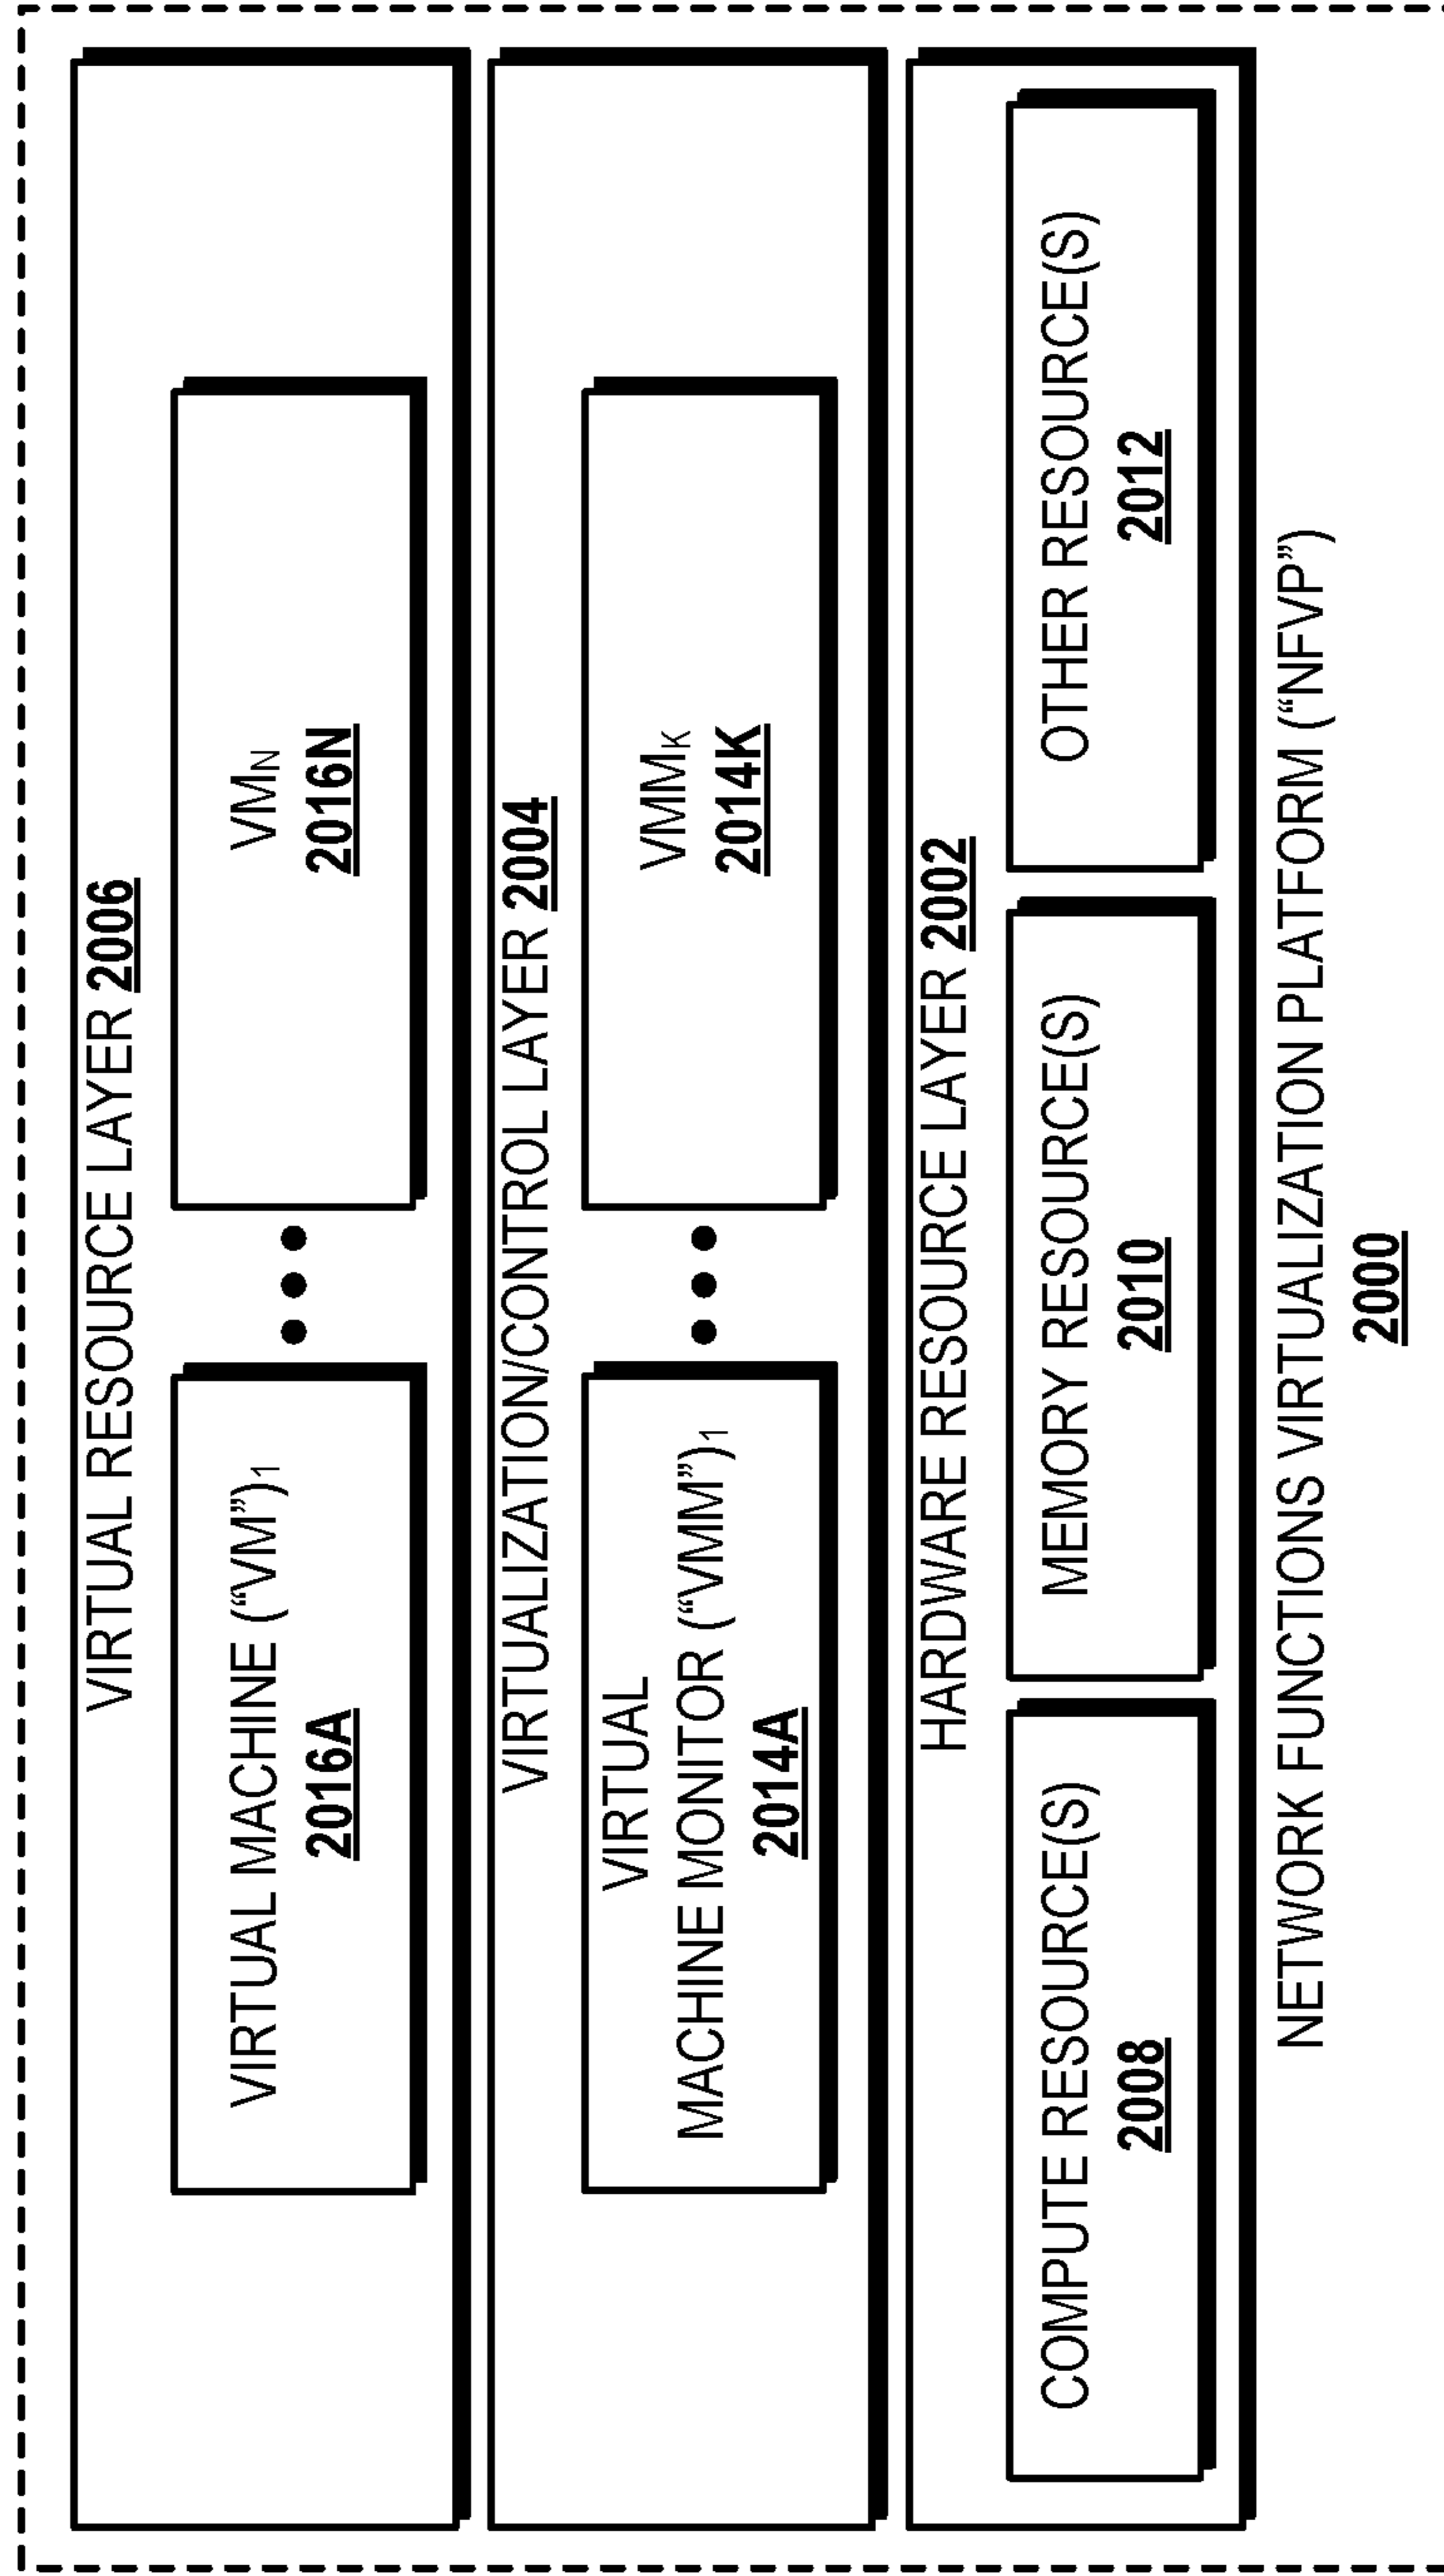 VIRTUAL RESOURCE LAYER 2006
VIRTUAL MACHINE (“VM”)1
2016A
VMN
2016N
VIRTUALIZATION/CONTROL LAYER 2004
VIRTUAL
MACHINE MONITOR (“VMM”)1
2014A
VMMK
2014K
HARDWARE RESOURCE LAYER 2002
COMPUTE RESOURCE(S)
2008
MEMORY RESOURCE(S)
2010
OTHER RESOURCE(S)
2012
NETWORK FUNCTIONS VIRTUALIZATION PLATFORM (“NFVP”)
2000